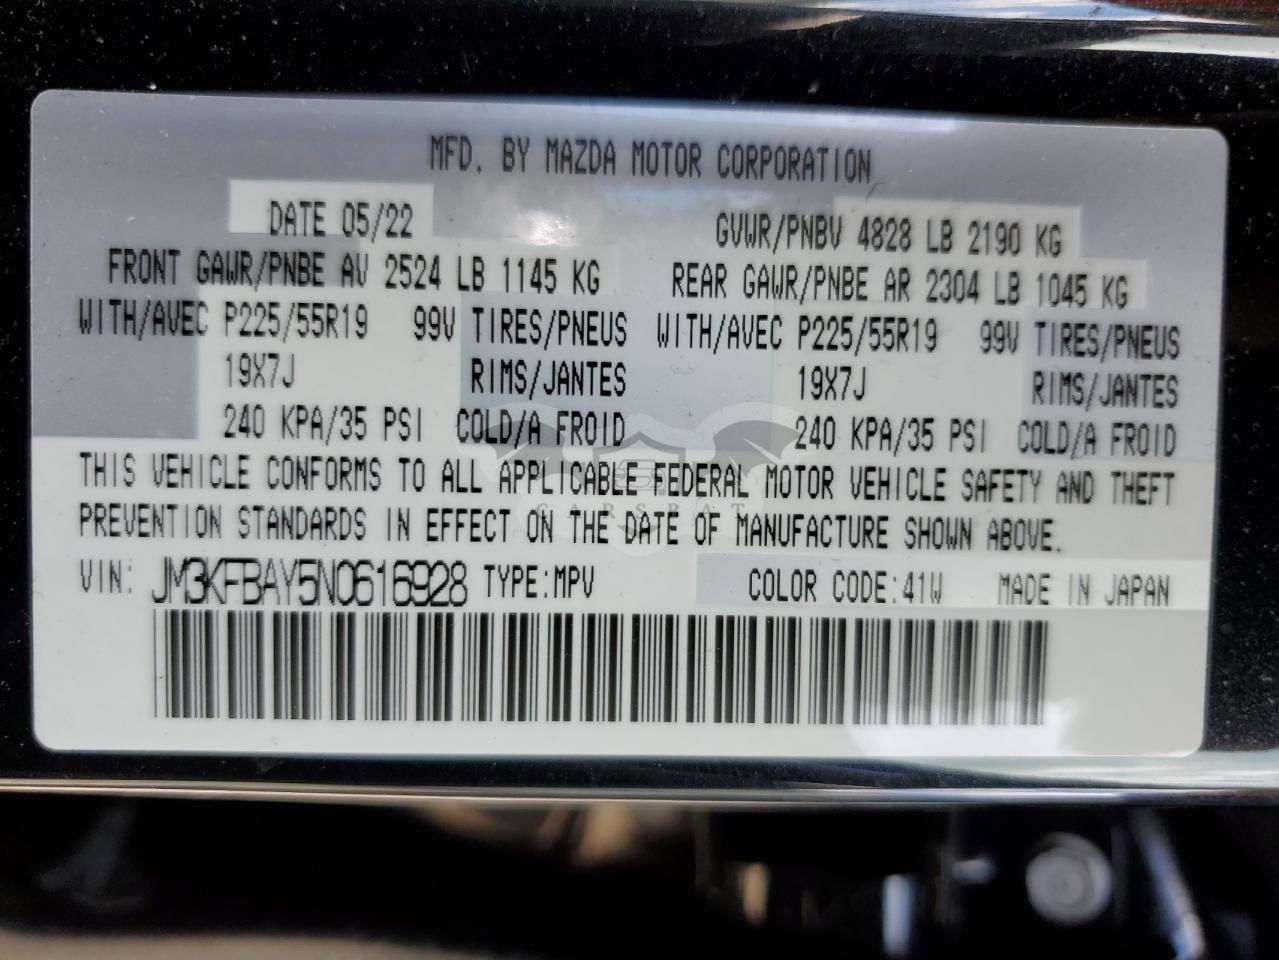 MFD. BY MAZDA MOTOR CORPORATION
DATE 05/22 GVWR/PNBV 4828 LB 2190 KG
FRONT GAWR/PNBE AV 2524 LB 1145 KG REAR GAWR/PNBE AR 2304 LB 1045 KG
WITH/AVEC P225/55R19 99V TIRES/PNEUS WITH/AVEC P225/55R19 99V TIRES/PNEUS
19X7J RIMS/JANTES 19X7J RIMS/JANTES
240 KPA/35 PSI COLD/A FROID 240 KPA/35 PSI COLD/A FROID
THIS VEHICLE CONFORMS TO ALL APPLICABLE FEDERAL MOTOR VEHICLE SAFETY AND THEFT
CARSBAT
PREVENTION STANDARDS IN EFFECT ON THE DATE OF MANUFACTURE SHOWN ABOVE.
VIN: JM3KFBAY5N0616928 TYPE:MPV COLOR CODE:41W MADE IN JAPAN